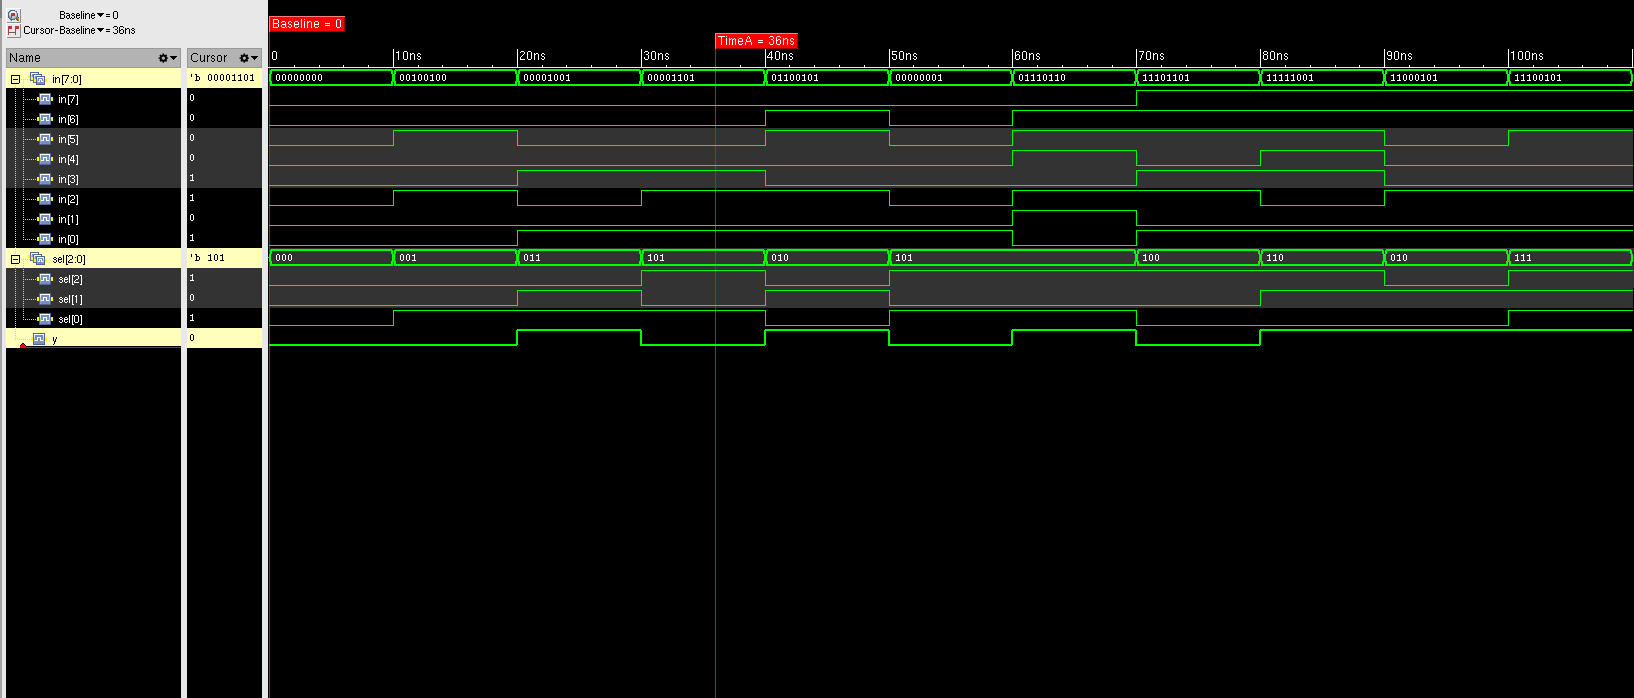 Baseline▼= 0
Cursor-Baseline▼= 36ns
Baseline = 0
TimeA = 36ns
Name Cursor 0 10ns 20ns 30ns 40ns 50ns 60ns 70ns 80ns 90ns 100ns
in[7:0] 'b 00001101 00000000 00100100 00001001 00001101 01100101 00000001 01110110 11101101 11111001 11000101 11100101
in[7] 0
in[6] 0
in[5] 0
in[4] 0
in[3] 1
in[2] 1
in[1] 0
in[0] 1
sel[2:0] 'b 101 000 001 011 101 010 101 100 110 010 111
sel[2] 1
sel[1] 0
sel[0] 1
y 0